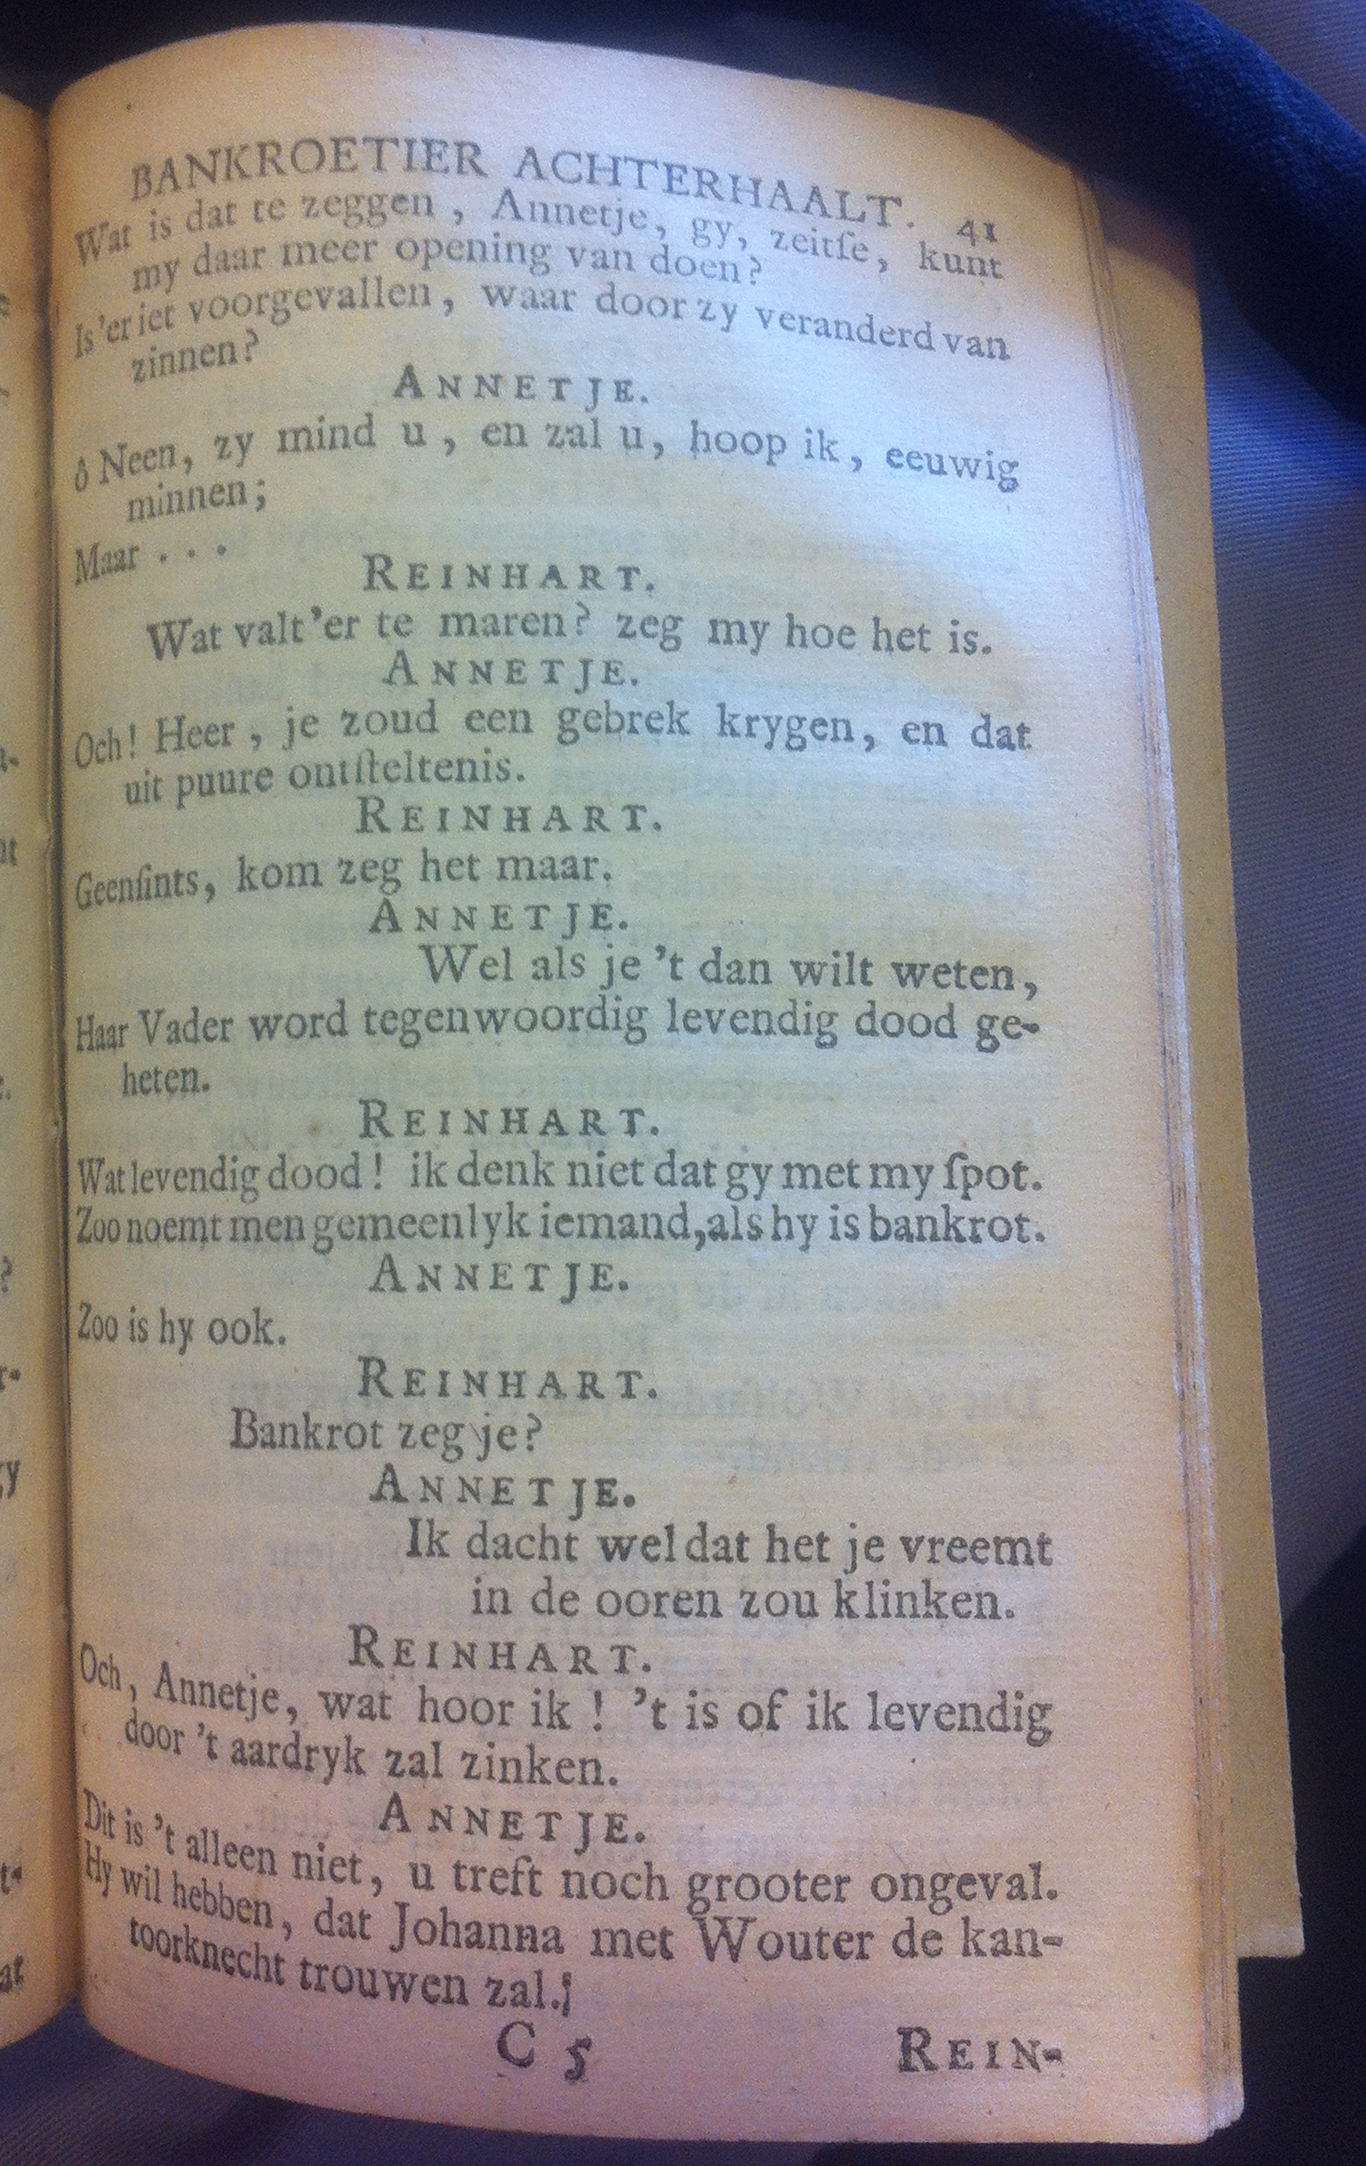 BANKROETIER ACHTERHAALT. 41
Wat is dat te zeggen, Annetje, gy, zeitſe, kunt
my daar meer opening van doen?
Is 'er iet voorgevallen, waar door zy veranderd van
zinnen?
ANNETJE.
ô Neen, zy mind u, en zal u, hoop ik, eeuwig
minnen;
Maar . . .
REINHART.
Wat valt 'er te maren? zeg my hoe het is.
ANNETJE.
Och! Heer, je zoud een gebrek krygen, en dat
uit puure ontſteltenis.
REINHART.
Geenſints, kom zeg het maar.
ANNETJE.
Wel als je 't dan wilt weten,
Haar Vader word tegenwoordig levendig dood ge-
heten.
REINHART.
Wat levendig dood! ik denk niet dat gy met my ſpot.
Zoo noemt men gemeenlyk iemand, als hy is bankrot.
ANNETJE.
Zoo is hy ook.
REINHART.
Bankrot zeg je?
ANNETJE.
Ik dacht wel dat het je vreemt
in de ooren zou klinken.
REINHART.
Och, Annetje, wat hoor ik! 't is of ik levendig
door 't aardryk zal zinken.
ANNETJE.
Dit is 't alleen niet, u treft noch grooter ongeval.
Hy wil hebben, dat Johanna met Wouter de kan-
toorknecht trouwen zal.
C 5 REIN-